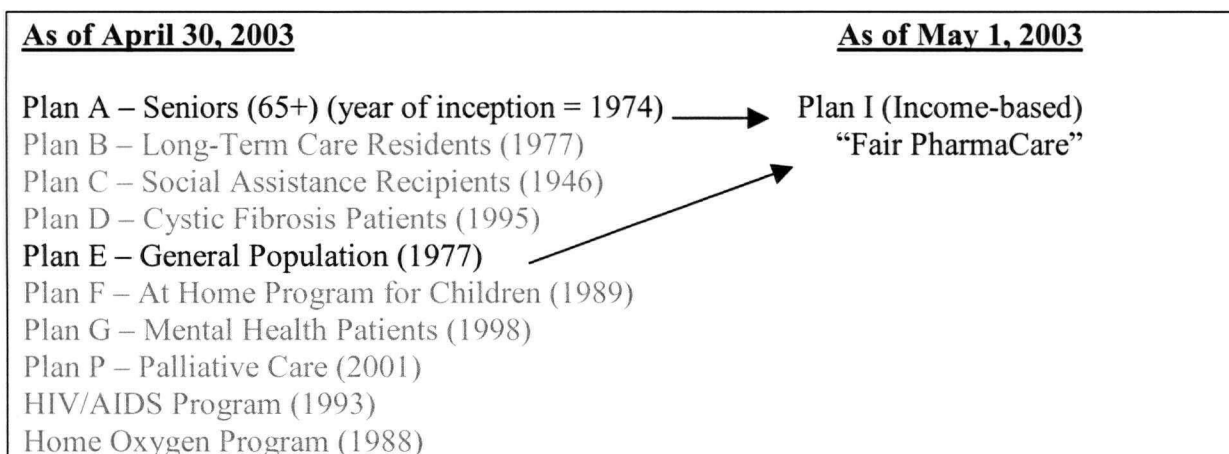 As of April 30, 2003 As of May 1, 2003
Plan A – Seniors (65+) (year of inception = 1974) Plan I (Income-based)
Plan B – Long-Term Care Residents (1977) “Fair PharmaCare”
Plan C – Social Assistance Recipients (1946)
Plan D – Cystic Fibrosis Patients (1995)
Plan E – General Population (1977)
Plan F – At Home Program for Children (1989)
Plan G – Mental Health Patients (1998)
Plan P – Palliative Care (2001)
HIV/AIDS Program (1993)
Home Oxygen Program (1988)